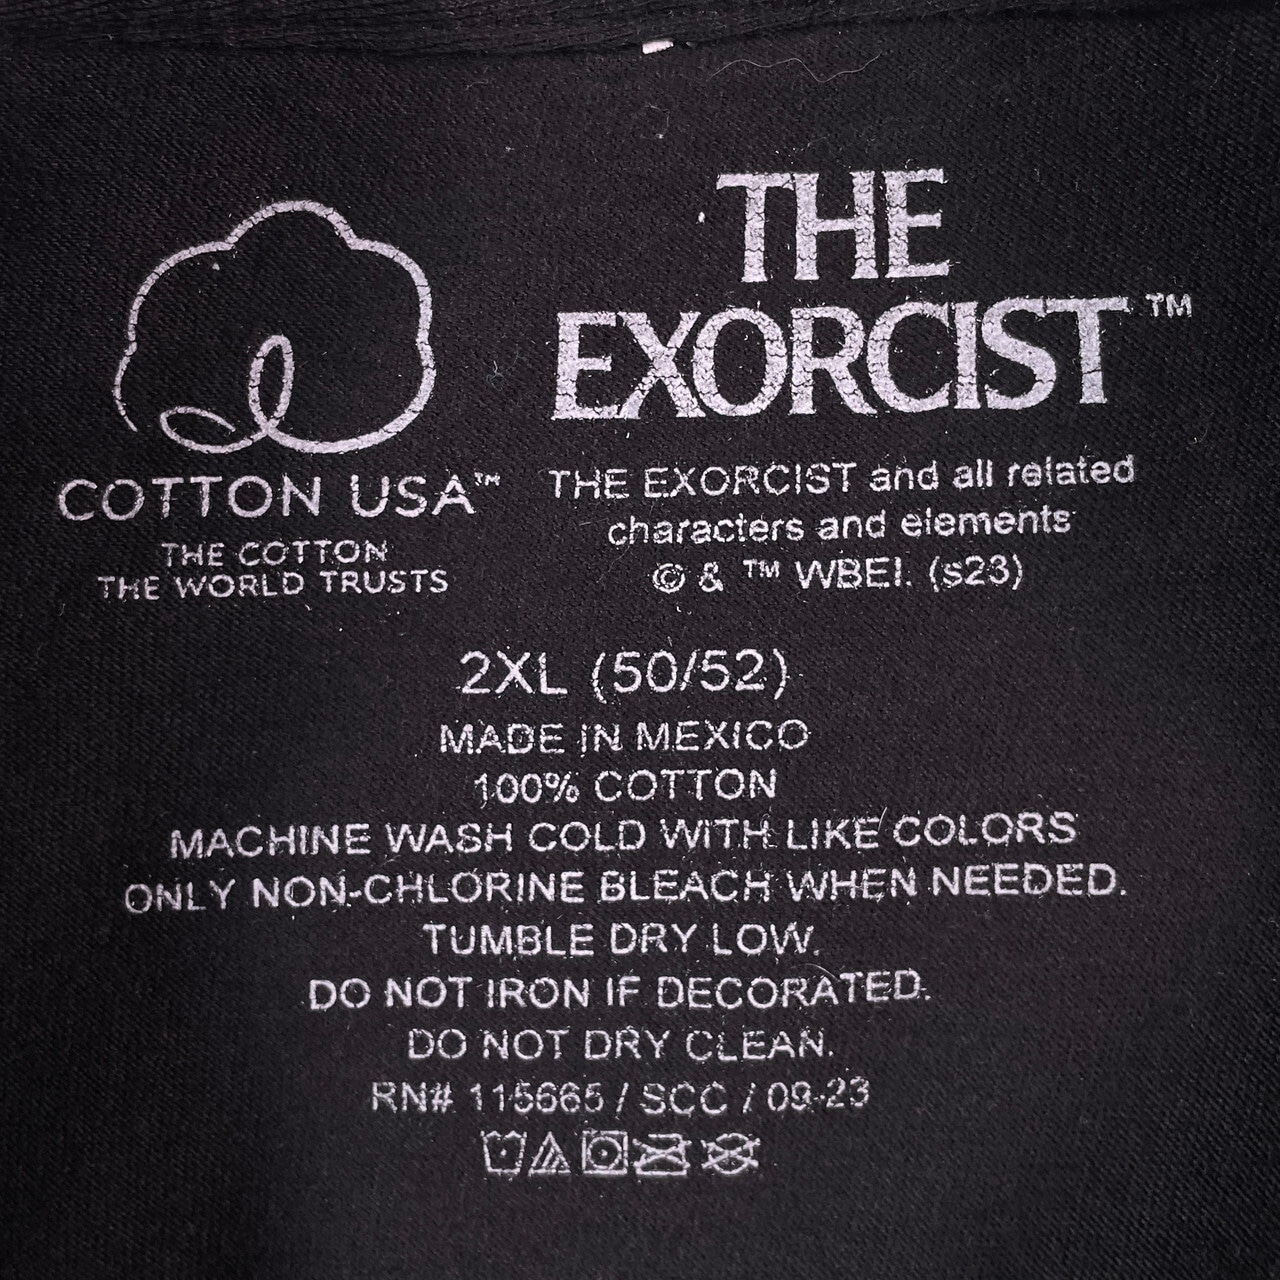 COTTON USA™
THE COTTON
THE WORLD TRUSTS
THE
EXORCIST™
THE EXORCIST and all related
characters and elements
© & ™ WBEI. (s23)
2XL (50/52)
MADE IN MEXICO
100% COTTON
MACHINE WASH COLD WITH LIKE COLORS
ONLY NON-CHLORINE BLEACH WHEN NEEDED.
TUMBLE DRY LOW.
DO NOT IRON IF DECORATED.
DO NOT DRY CLEAN.
RN# 115665 / SCC / 09-23